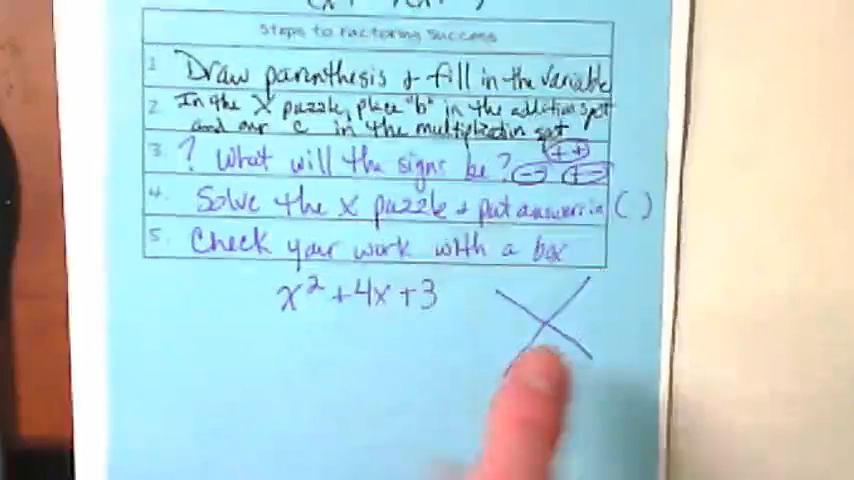 Steps to Factoring Success
1. Draw parenthesis + fill in the variable
2. In the X puzzle, place "b" in the addition spot
and our c in the multiplication spot
3. ? What will the signs be? ++
-- +-
4. Solve the X puzzle + put answers in ( )
5. Check your work with a box
x² + 4x + 3